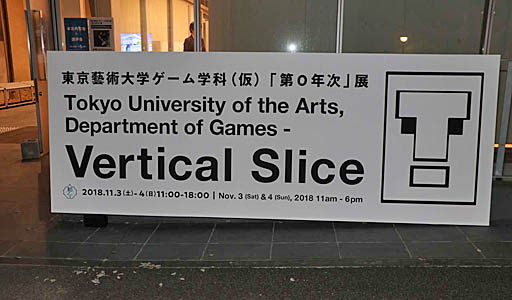 東京藝術大学ゲーム学科(仮)「第0年次」展
Tokyo University of the Arts,
Department of Games -
Vertical Slice
2018.11.3(土)-4(日)11:00-18:00 | Nov. 3 (Sat) & 4 (Sun), 2018 11am - 6pm